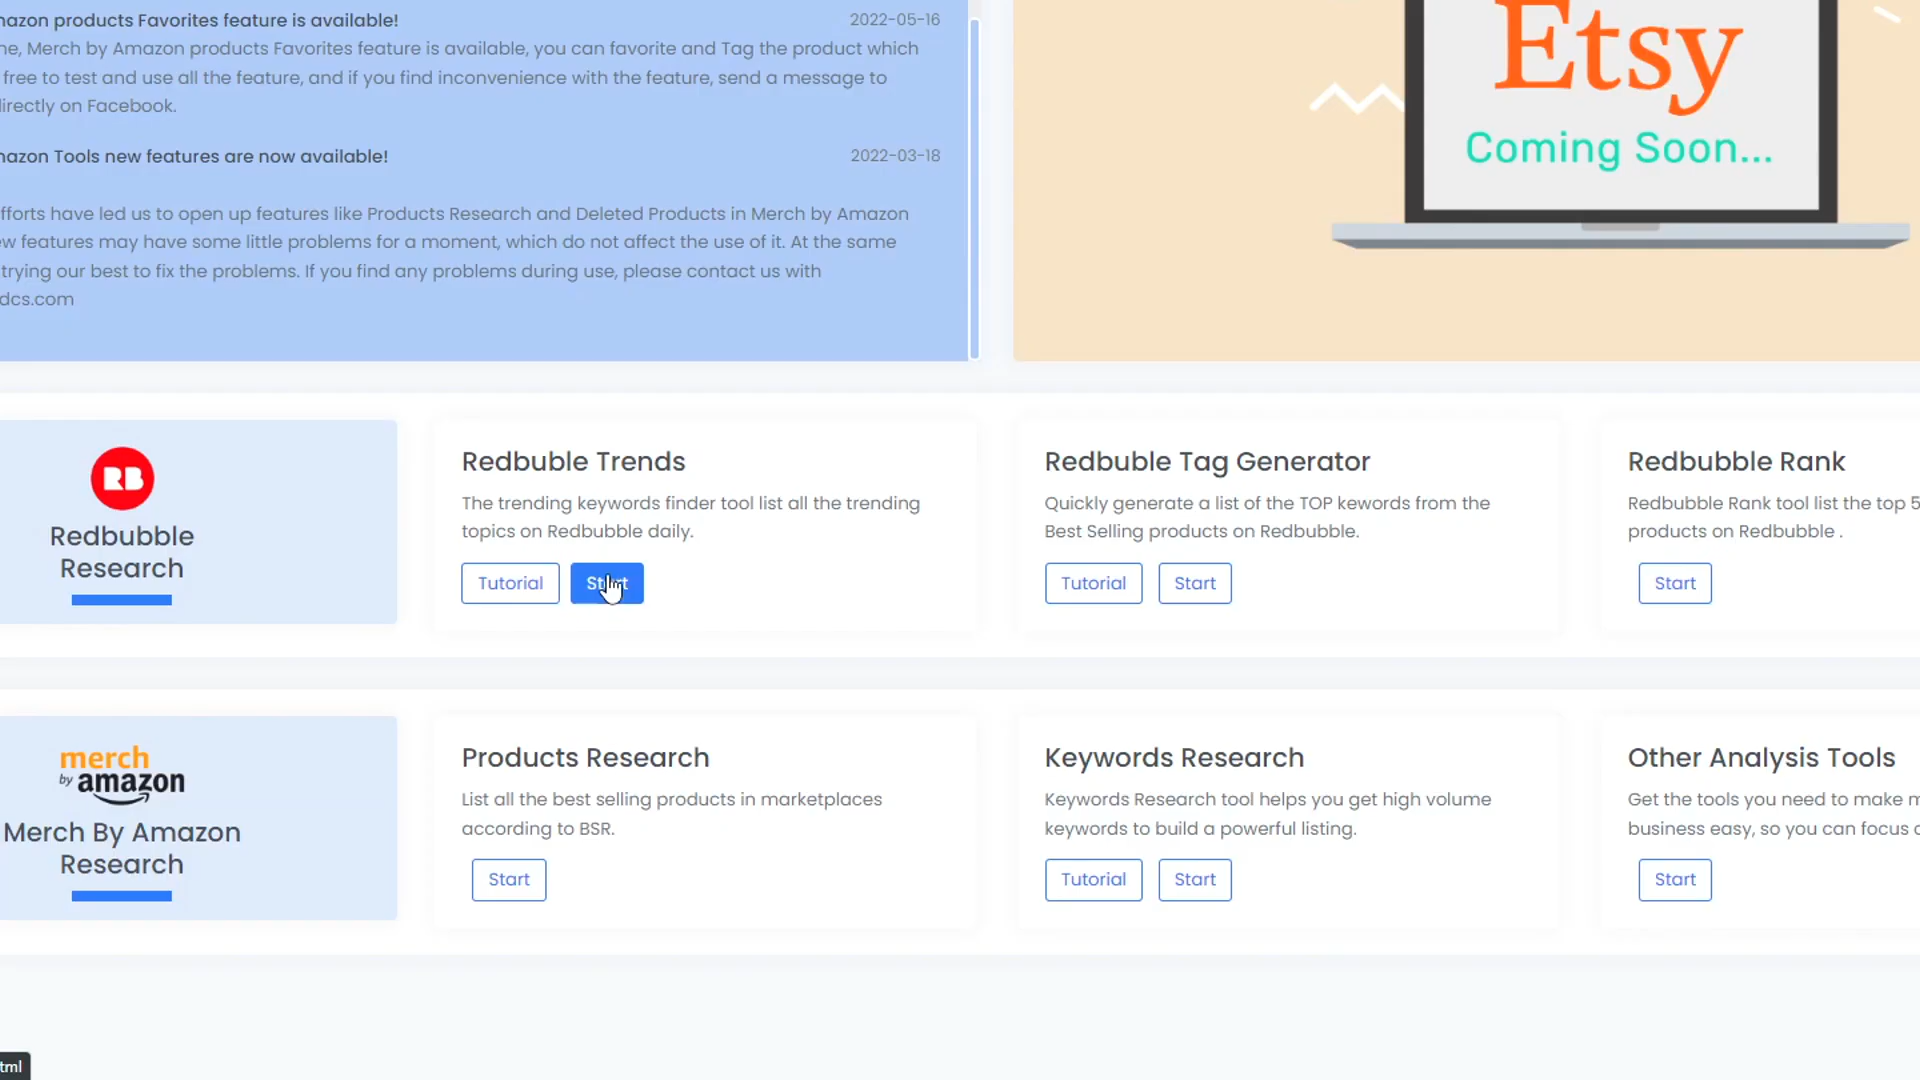 nazon products Favorites feature is available!
2022-05-16
ne, Merch by Amazon products Favorites feature is available, you can favorite and Tag the product which
free to test and use all the feature, and if you find inconvenience with the feature, send a message to
directly on Facebook.
nazon Tools new features are now available!
2022-03-18
fforts have led us to open up features like Products Research and Deleted Products in Merch by Amazon
ew features may have some little problems for a moment, which do not affect the use of it. At the same
trying our best to fix the problems. If you find any problems during use, please contact us with
dcs.com
Etsy
Coming Soon...
RB
Redbubble
Research
Redbuble Trends
The trending keywords finder tool list all the trending
topics on Redbubble daily.
Tutorial
Start
Redbuble Tag Generator
Quickly generate a list of the TOP kewords from the
Best Selling products on Redbubble.
Tutorial
Start
Redbubble Rank
Redbubble Rank tool list the top 5
products on Redbubble .
Start
merch
by amazon
Merch By Amazon
Research
Products Research
List all the best selling products in marketplaces
according to BSR.
Start
Keywords Research
Keywords Research tool helps you get high volume
keywords to build a powerful listing.
Tutorial
Start
Other Analysis Tools
Get the tools you need to make m
business easy, so you can focus o
Start
tml